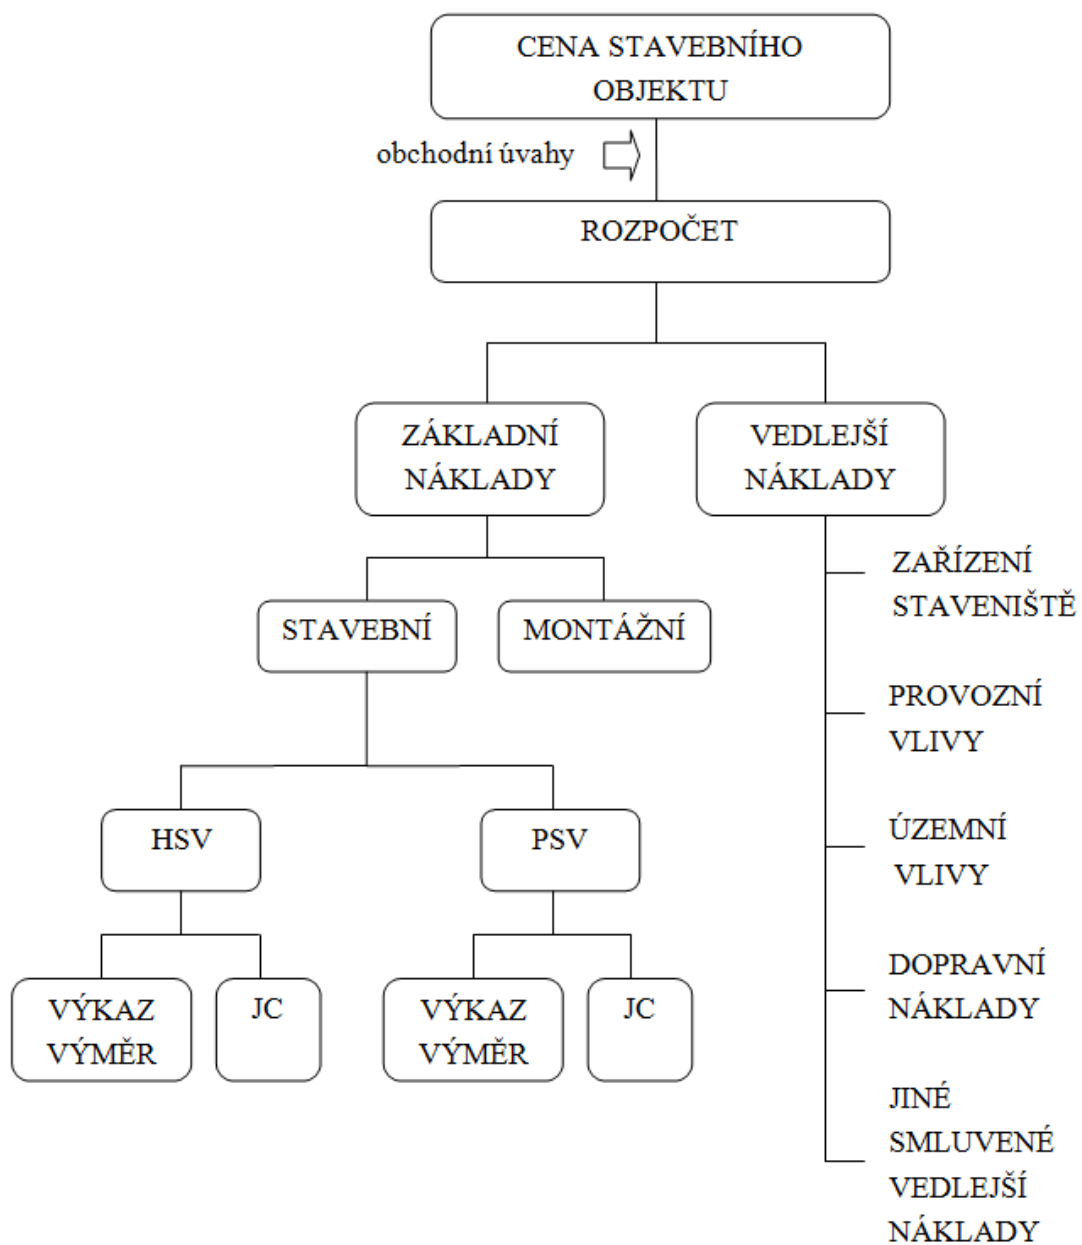 CENA STAVEBNÍHO
OBJEKTU
obchodní úvahy
ROZPOČET
ZÁKLADNÍ
NÁKLADY
VEDLEJŠÍ
NÁKLADY
STAVEBNÍ
MONTÁŽNÍ
HSV
PSV
VÝKAZ
VÝMĚR
JC
VÝKAZ
VÝMĚR
JC
ZAŘÍZENÍ
STAVENIŠTĚ
PROVOZNÍ
VLIVY
ÚZEMNÍ
VLIVY
DOPRAVNÍ
NÁKLADY
JINÉ
SMLUVENÉ
VEDLEJŠÍ
NÁKLADY